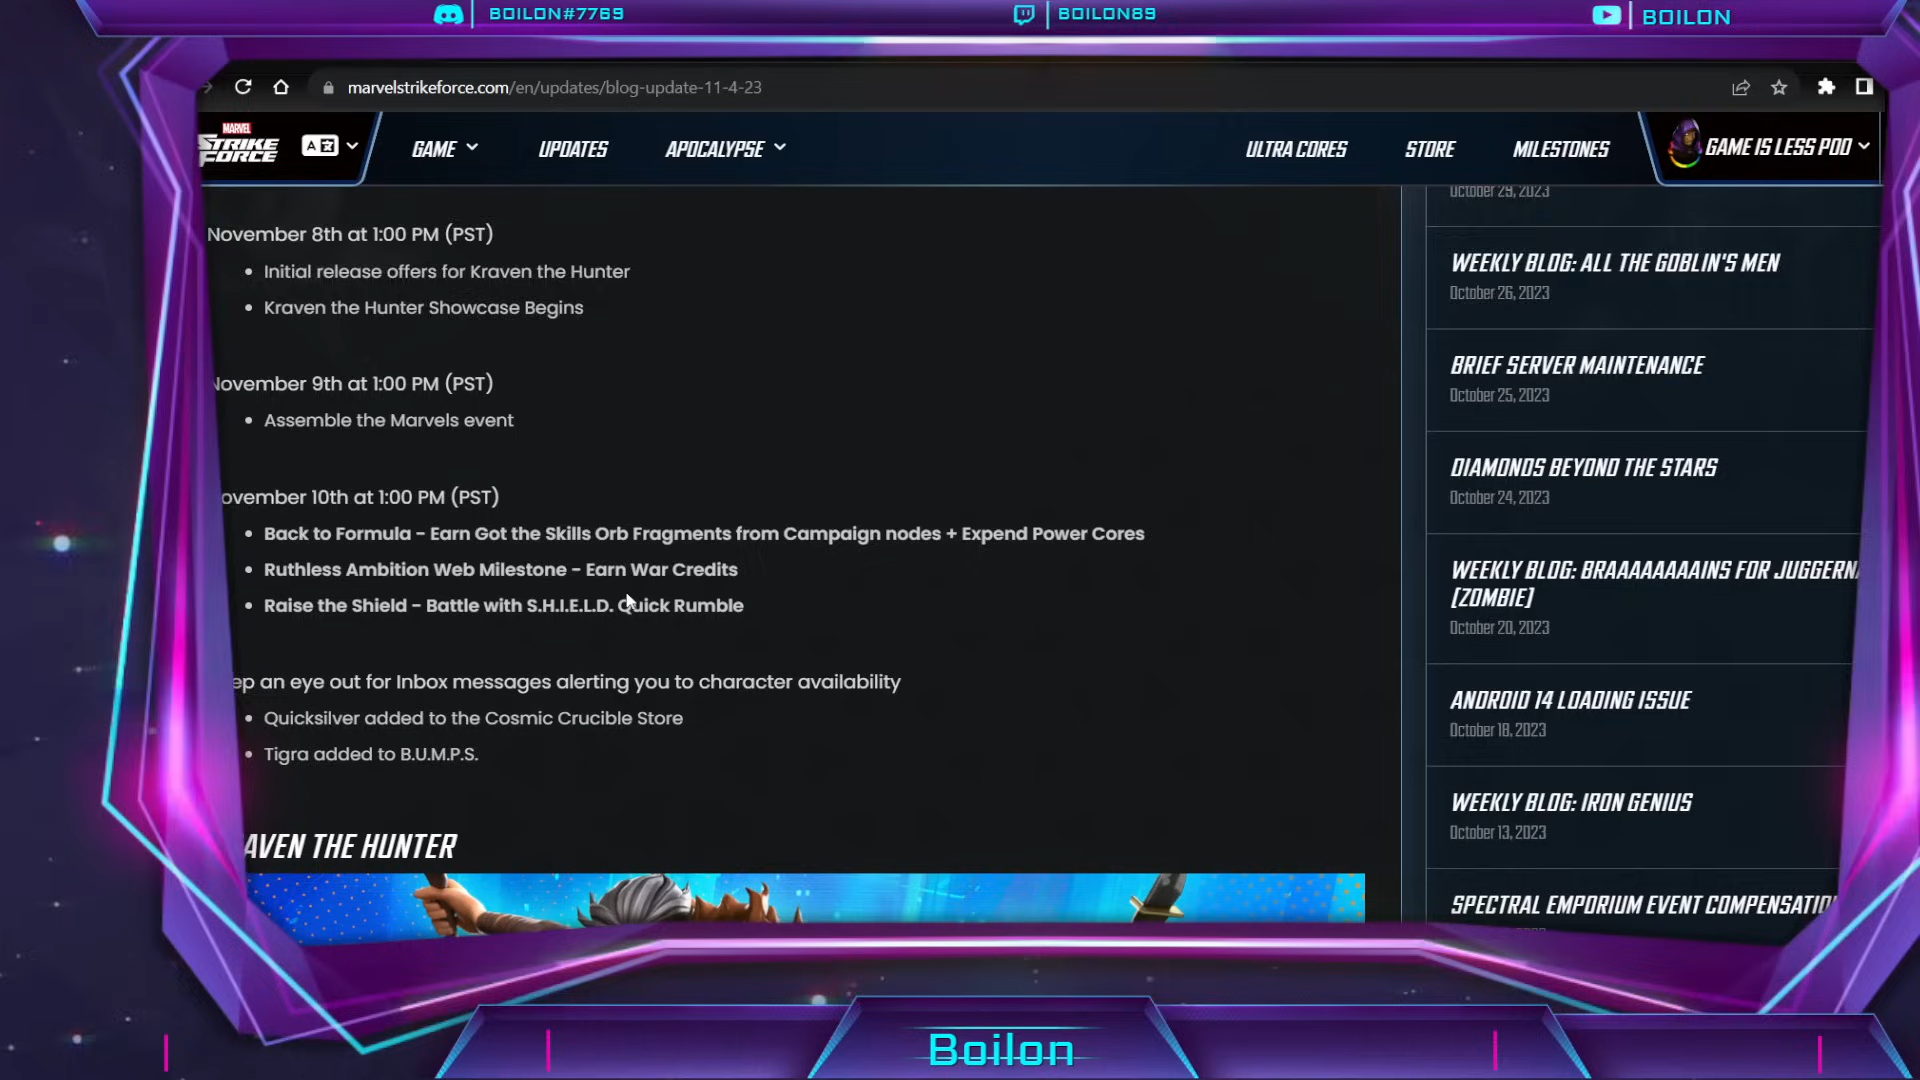 BOILON#7769
BOILON89
BOILON
marvelstrikeforce.com/en/updates/blog-update-11-4-23
MARVEL
STRIKE
FORCE
GAME
UPDATES
APOCALYPSE
ULTRA CORES
STORE
MILESTONES
GAME IS LESS POD
November 8th at 1:00 PM (PST)
Initial release offers for Kraven the Hunter
Kraven the Hunter Showcase Begins
November 9th at 1:00 PM (PST)
Assemble the Marvels event
ovember 10th at 1:00 PM (PST)
Back to Formula - Earn Got the Skills Orb Fragments from Campaign nodes + Expend Power Cores
Ruthless Ambition Web Milestone - Earn War Credits
Raise the Shield - Battle with S.H.I.E.L.D. Quick Rumble
ep an eye out for Inbox messages alerting you to character availability
Quicksilver added to the Cosmic Crucible Store
Tigra added to B.U.M.P.S.
AVEN THE HUNTER
October 29, 2023
WEEKLY BLOG: ALL THE GOBLIN'S MEN
October 26, 2023
BRIEF SERVER MAINTENANCE
October 25, 2023
DIAMONDS BEYOND THE STARS
October 24, 2023
WEEKLY BLOG: BRAAAAAAAAINS FOR JUGGERN
[ZOMBIE]
October 20, 2023
ANDROID 14 LOADING ISSUE
October 18, 2023
WEEKLY BLOG: IRON GENIUS
October 13, 2023
SPECTRAL EMPORIUM EVENT COMPENSATIO
Boilon